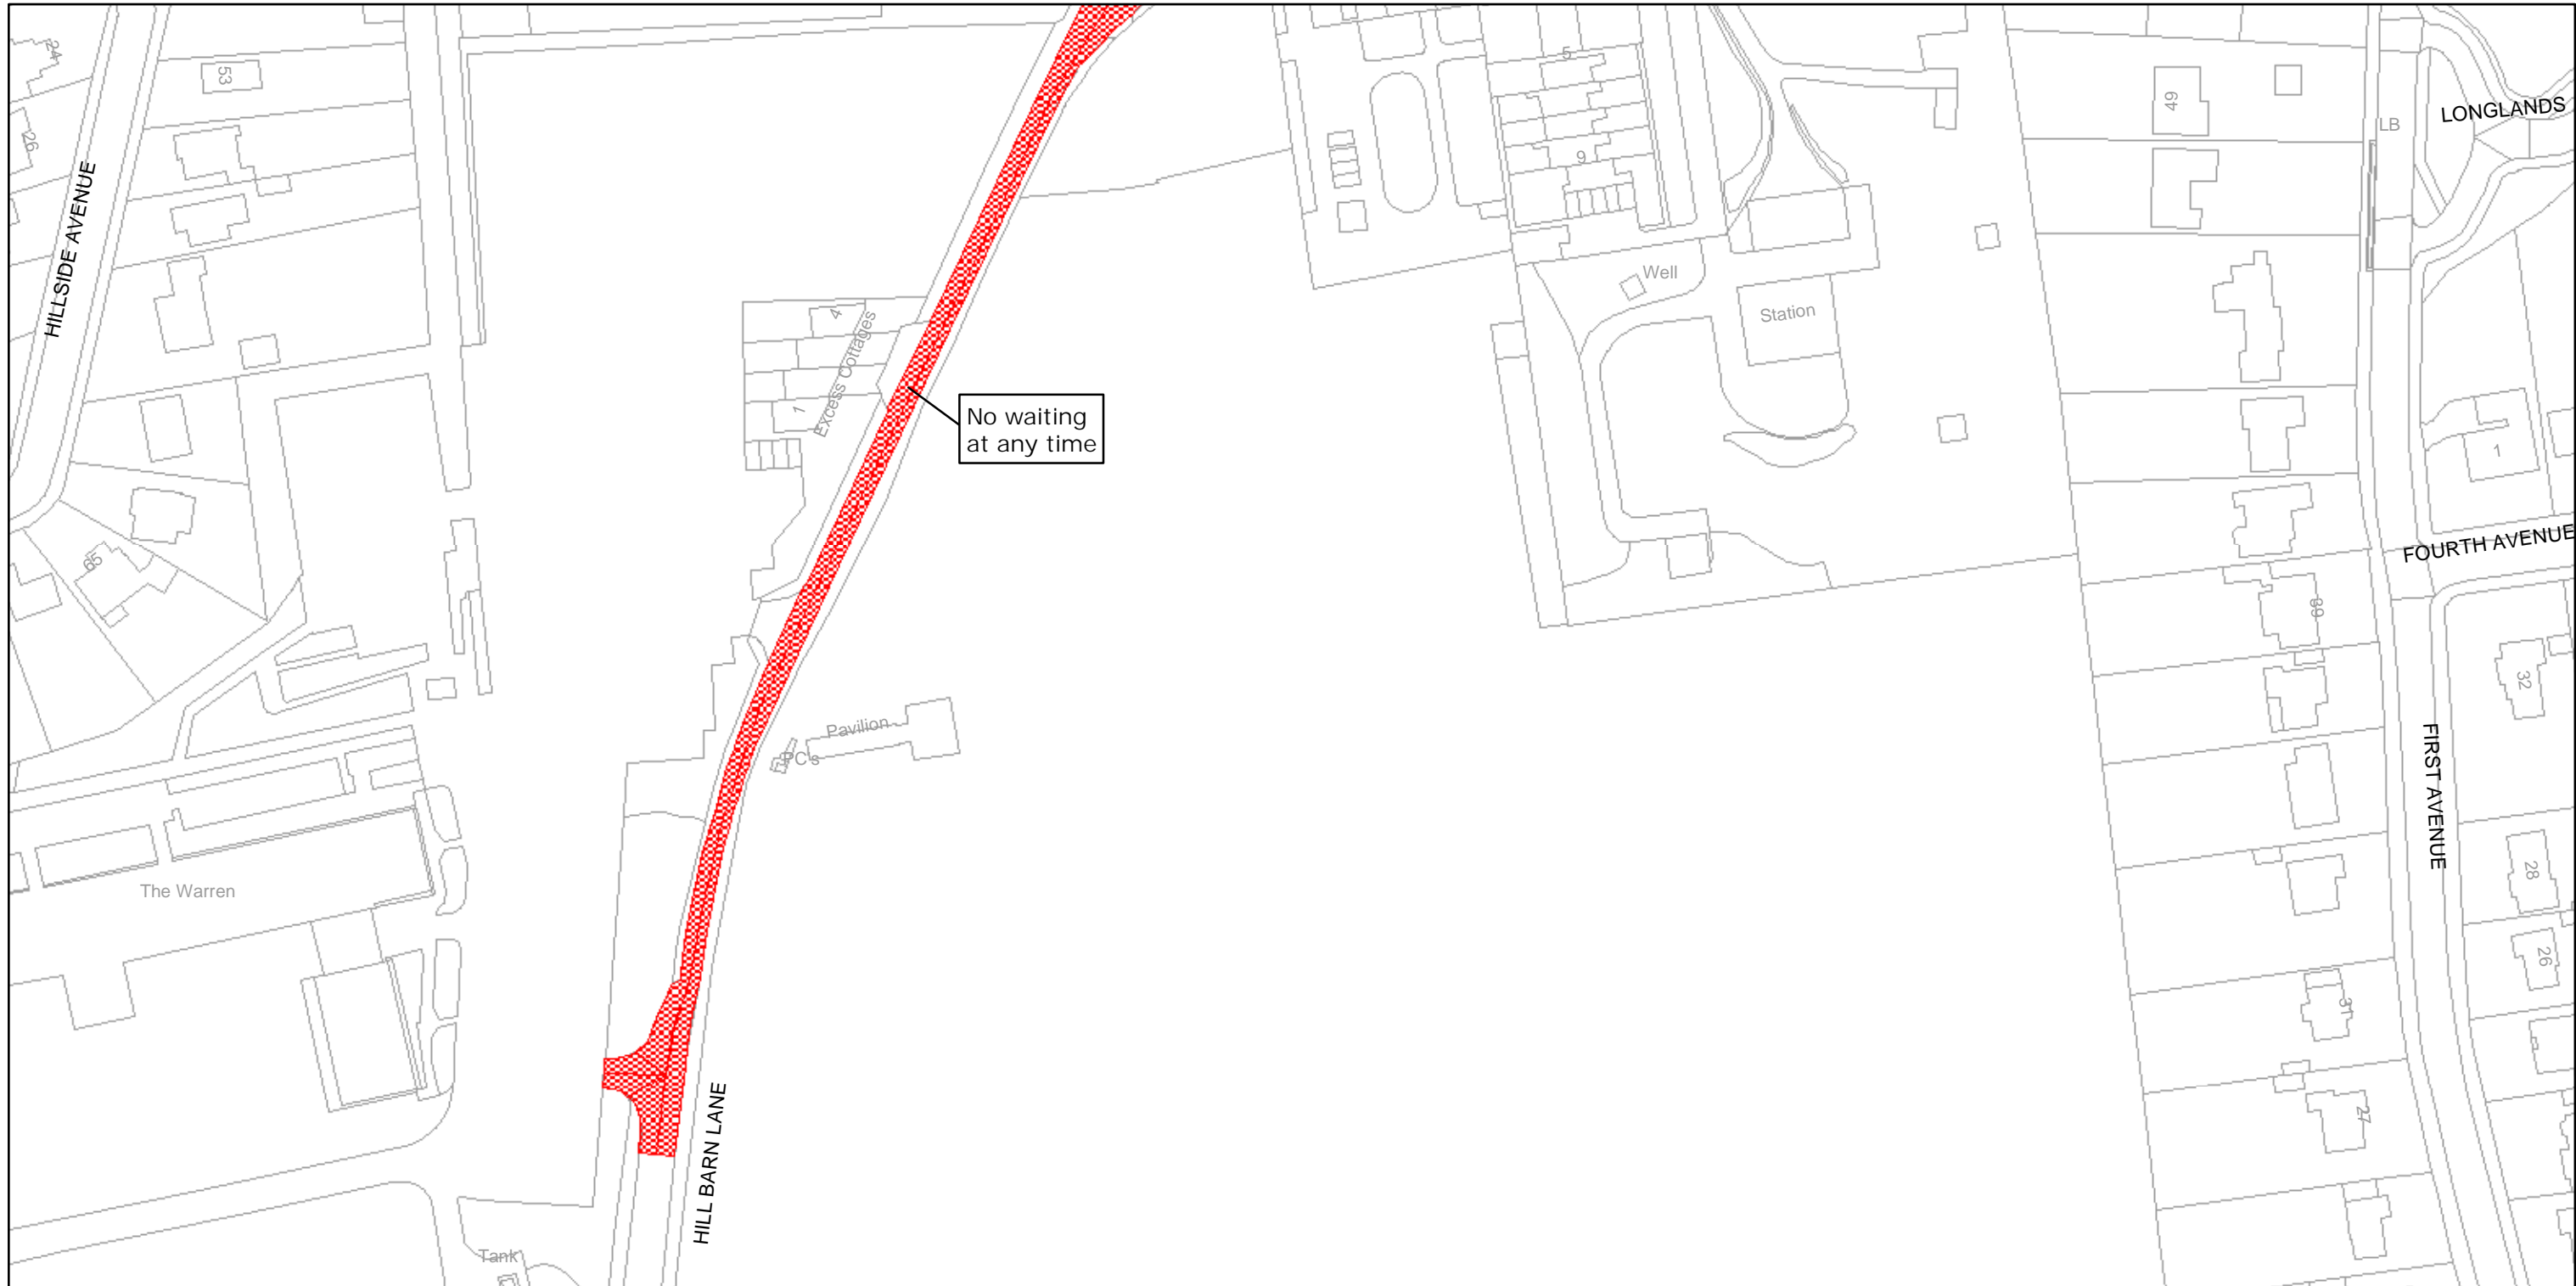 24
53
26
HILLSIDE AVENUE
5
9
49
LB
LONGLANDS
Well
Station
4
Excess Cottages
1
No waiting
at any time
1
FOURTH AVENUE
65
39
32
Pavilion
PC's
FIRST AVENUE
The Warren
28
26
31
27
HILL BARN LANE
Tank